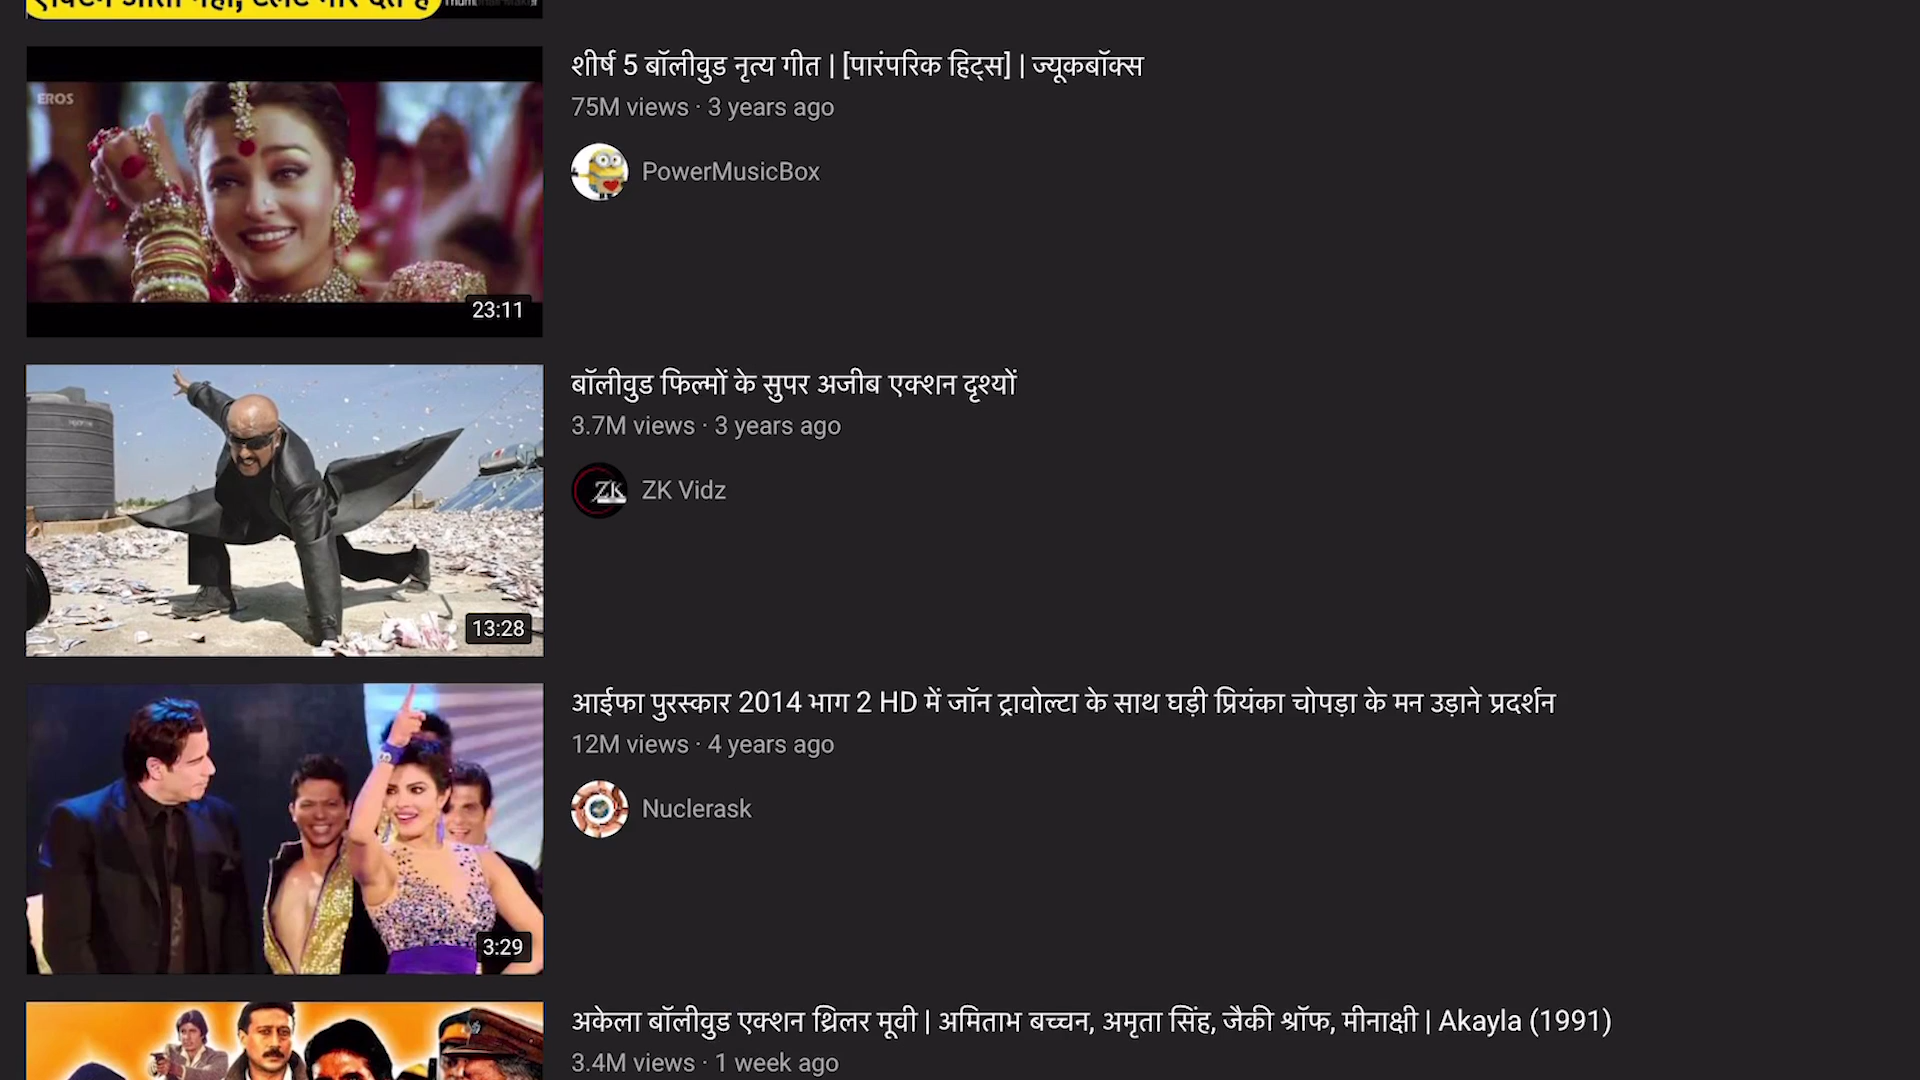 EROS
23:11
शीर्ष 5 बॉलीवुड नृत्य गीत | [पारंपरिक हिट्स] | ज्यूकबॉक्स
75M views · 3 years ago
PowerMusicBox
13:28
बॉलीवुड फिल्मों के सुपर अजीब एक्शन दृश्यों
3.7M views · 3 years ago
ZK
ZK Vidz
3:29
आईफा पुरस्कार 2014 भाग 2 HD में जॉन ट्रावोल्टा के साथ घड़ी प्रियंका चोपड़ा के मन उड़ाने प्रदर्शन
12M views · 4 years ago
Nuclerask
अकेला बॉलीवुड एक्शन थ्रिलर मूवी | अमिताभ बच्चन, अमृता सिंह, जैकी श्रॉफ, मीनाक्षी | Akayla (1991)
3.4M views · 1 week ago